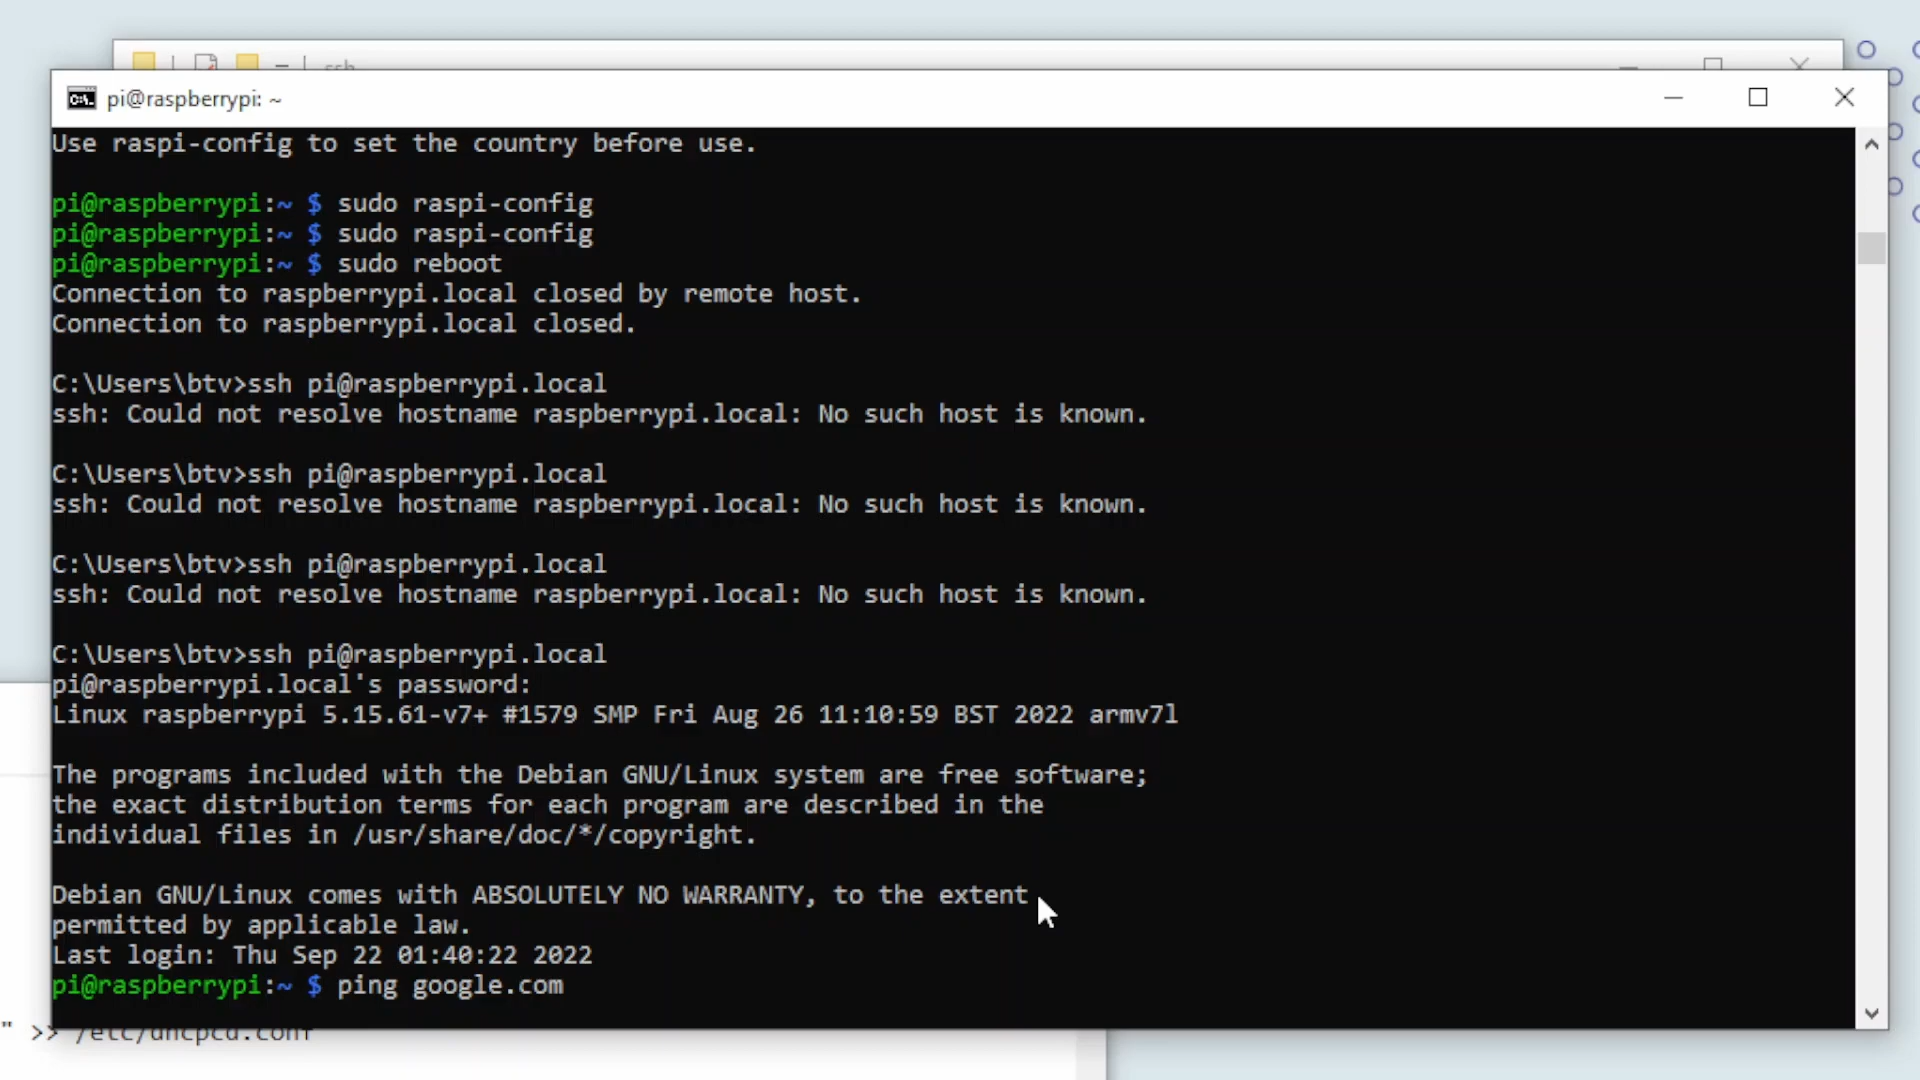 ssh
pi@raspberrypi: ~
Use raspi-config to set the country before use.
pi@raspberrypi:~ $ sudo raspi-config
pi@raspberrypi:~ $ sudo raspi-config
pi@raspberrypi:~ $ sudo reboot
Connection to raspberrypi.local closed by remote host.
Connection to raspberrypi.local closed.
C:\Users\btv>ssh pi@raspberrypi.local
ssh: Could not resolve hostname raspberrypi.local: No such host is known.
C:\Users\btv>ssh pi@raspberrypi.local
ssh: Could not resolve hostname raspberrypi.local: No such host is known.
C:\Users\btv>ssh pi@raspberrypi.local
ssh: Could not resolve hostname raspberrypi.local: No such host is known.
C:\Users\btv>ssh pi@raspberrypi.local
pi@raspberrypi.local's password:
Linux raspberrypi 5.15.61-v7+ #1579 SMP Fri Aug 26 11:10:59 BST 2022 armv7l
The programs included with the Debian GNU/Linux system are free software;
the exact distribution terms for each program are described in the
individual files in /usr/share/doc/*/copyright.
Debian GNU/Linux comes with ABSOLUTELY NO WARRANTY, to the extent
permitted by applicable law.
Last login: Thu Sep 22 01:40:22 2022
pi@raspberrypi:~ $ ping google.com
" >> /etc/dhcpcd.conf